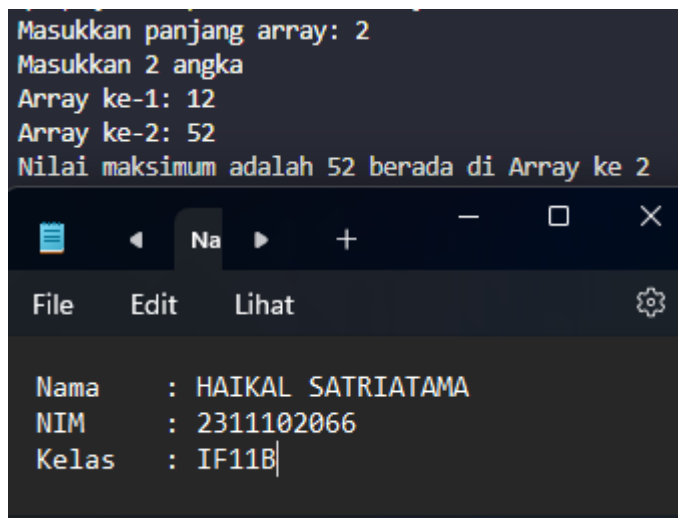 Masukkan panjang array: 2
Masukkan 2 angka
Array ke-1: 12
Array ke-2: 52
Nilai maksimum adalah 52 berada di Array ke 2
Na
File Edit Lihat
Nama : HAIKAL SATRIATAMA
NIM : 2311102066
Kelas : IF11B